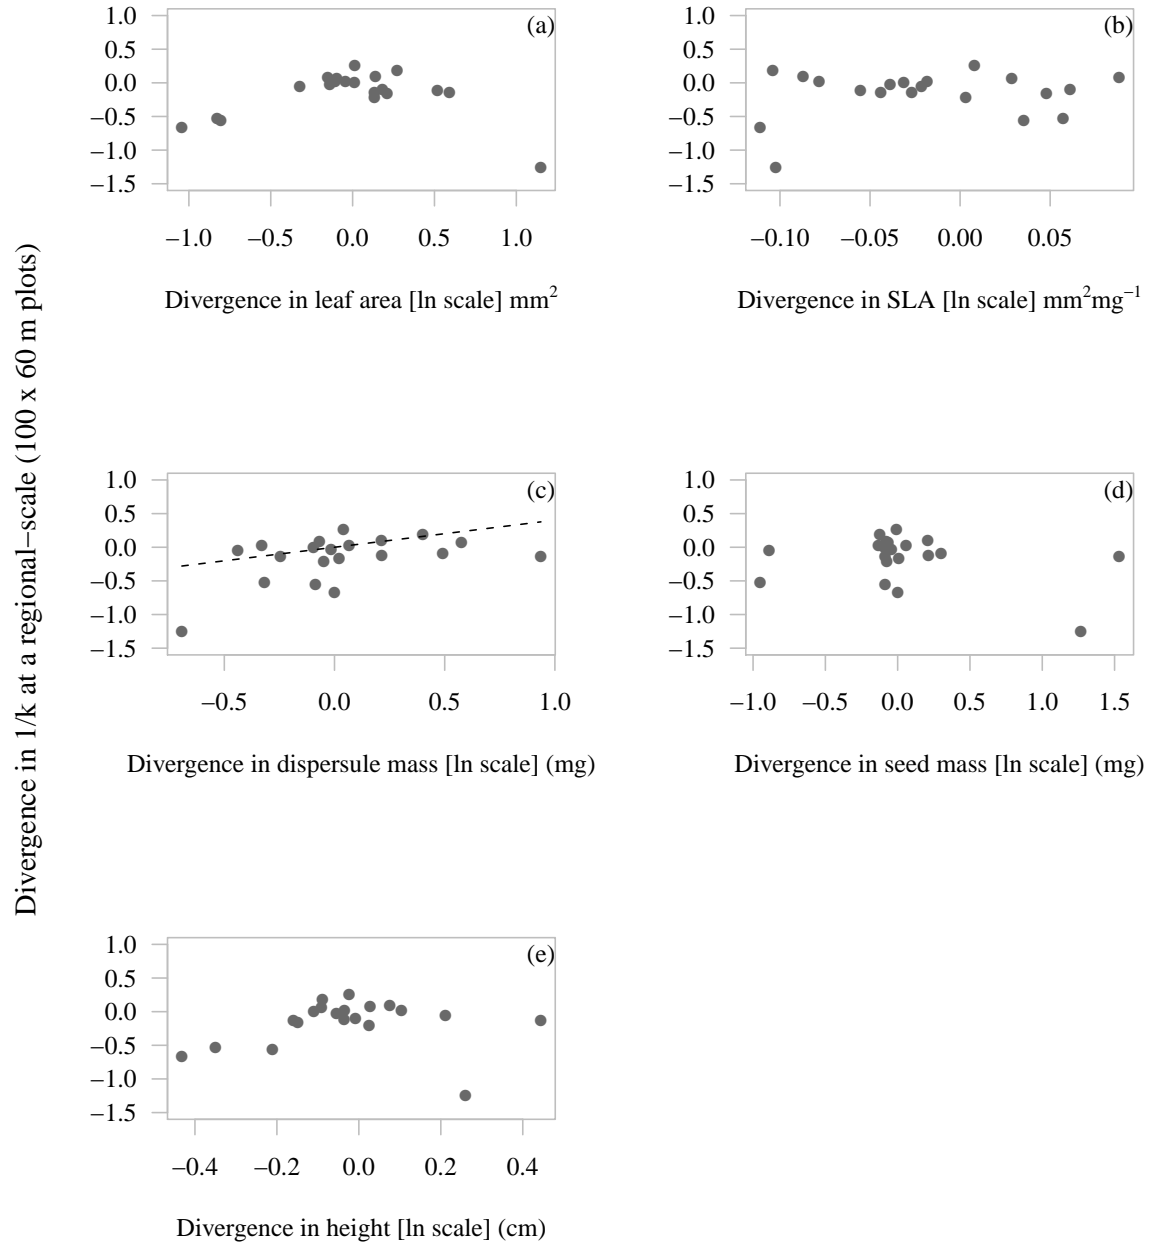 Divergence in 1/k at a regional−scale (100 x 60 m plots)
(a)
1.0
0.5
0.0
−0.5
−1.0
−1.5
−1.0 −0.5 0.0 0.5 1.0
Divergence in leaf area [ln scale] mm²
(b)
1.0
0.5
0.0
−0.5
−1.0
−1.5
−0.10 −0.05 0.00 0.05
Divergence in SLA [ln scale] mm²mg⁻¹
(c)
1.0
0.5
0.0
−0.5
−1.0
−1.5
−0.5 0.0 0.5 1.0
Divergence in dispersule mass [ln scale] (mg)
(d)
1.0
0.5
0.0
−0.5
−1.0
−1.5
−1.0 −0.5 0.0 0.5 1.0 1.5
Divergence in seed mass [ln scale] (mg)
(e)
1.0
0.5
0.0
−0.5
−1.0
−1.5
−0.4 −0.2 0.0 0.2 0.4
Divergence in height [ln scale] (cm)